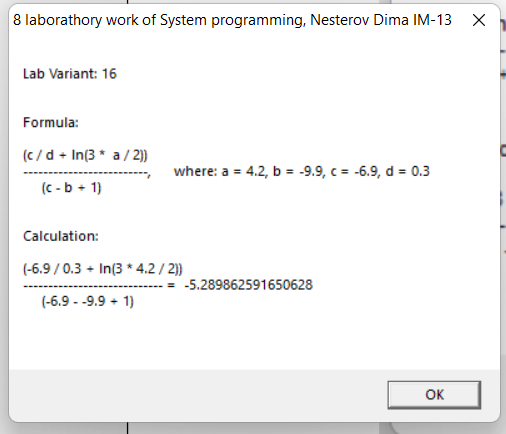 8 laborathory work of System programming, Nesterov Dima IM-13
Lab Variant: 16
Formula:
(c / d + ln(3 *  a / 2))
--------------------------,      where: a = 4.2, b = -9.9, c = -6.9, d = 0.3
(c - b + 1)
Calculation:
(-6.9 / 0.3 + ln(3 * 4.2 / 2))
----------------------------- =  -5.289862591650628
(-6.9 - -9.9 + 1)
OK